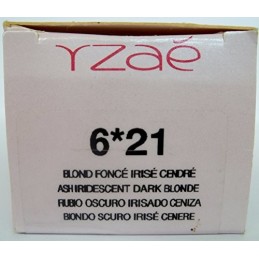 YZAÉ
6*21
BLOND FONCÉ IRISÉ CENDRÉ
ASH IRIDESCENT DARK BLONDE
RUBIO OSCURO IRISADO CENIZA
BIONDO SCURO IRISÉ CENERE